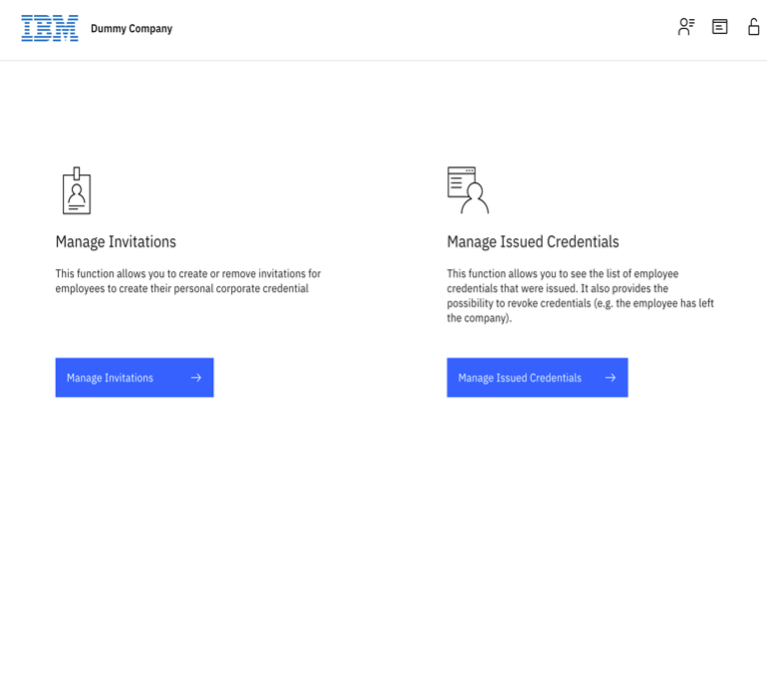 IBM
Dummy Company
Manage Invitations
This function allows you to create or remove invitations for
employees to create their personal corporate credential
Manage Invitations
Manage Issued Credentials
This function allows you to see the list of employee
credentials that were issued. It also provides the
possibility to revoke credentials (e.g. the employee has left
the company).
Manage Issued Credentials